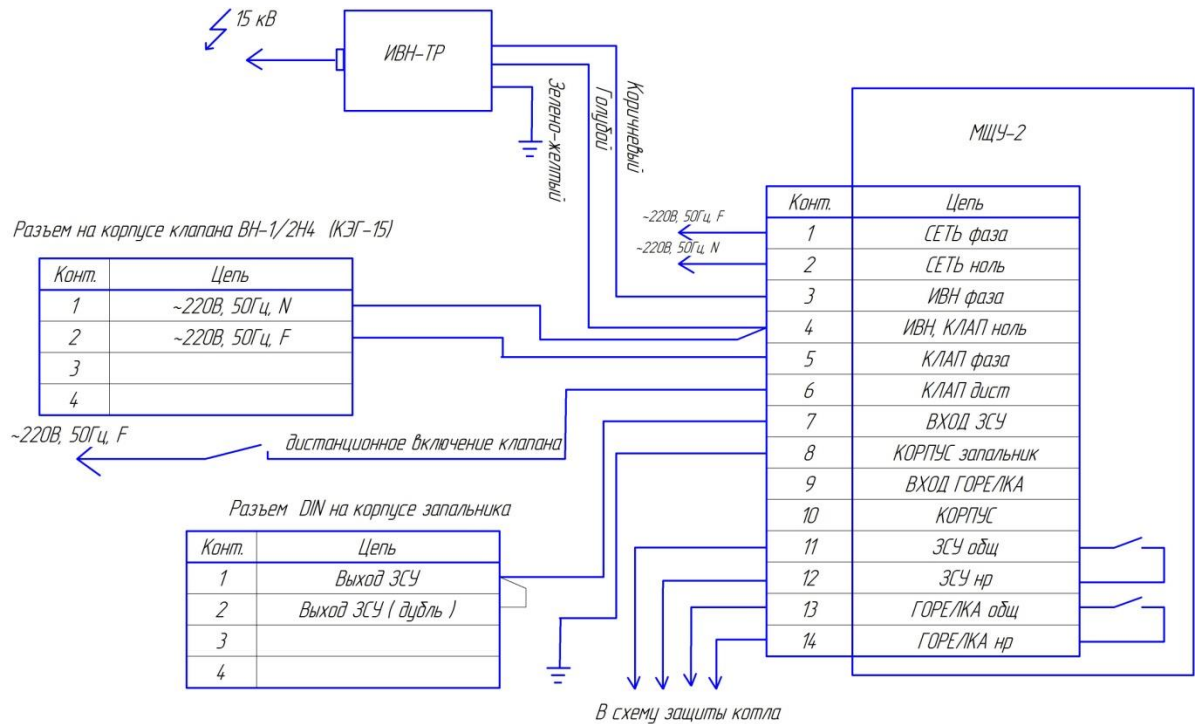 15 кВ
ИВН-ТР
Зелено-желтый
Голубой
Коричневый
МЩУ-2
Конт. Цепь
1 СЕТЬ фаза
2 СЕТЬ ноль
3 ИВН фаза
4 ИВН, КЛАП ноль
5 КЛАП фаза
6 КЛАП дист
7 ВХОД ЗСУ
8 КОРПУС запальник
9 ВХОД ГОРЕЛКА
10 КОРПУС
11 ЗСУ общ
12 ЗСУ нр
13 ГОРЕЛКА общ
14 ГОРЕЛКА нр
~220В, 50Гц, F
~220В, 50Гц, N
Разъем на корпусе клапана ВН-1/2Н4 (КЭГ-15)
Конт. Цепь
1 ~220В, 50Гц, N
2 ~220В, 50Гц, F
3
4
~220В, 50Гц, F
дистанционное включение клапана
Разъем DIN на корпусе запальника
Конт. Цепь
1 Выход ЗСУ
2 Выход ЗСУ ( дубль )
3
4
В схему защиты котла